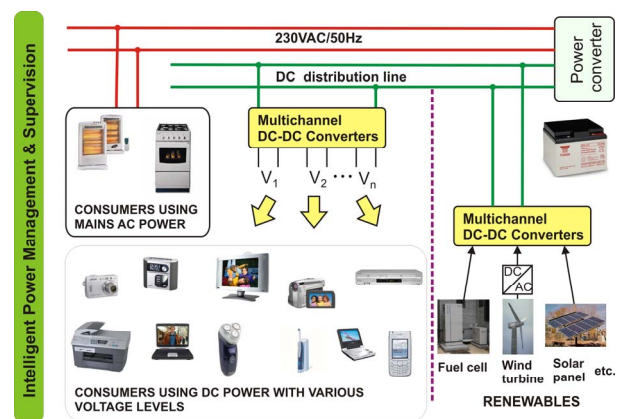 Intelligent Power Management & Supervision
230VAC/50Hz
DC distribution line
Power
converter
Multichannel
DC-DC Converters
V1 V2 ••• Vn
CONSUMERS USING
MAINS AC POWER
Multichannel
DC-DC Converters
DC
AC
Fuel cell
Wind
turbine
Solar
panel
etc.
RENEWABLES
CONSUMERS USING DC POWER WITH VARIOUS
VOLTAGE LEVELS